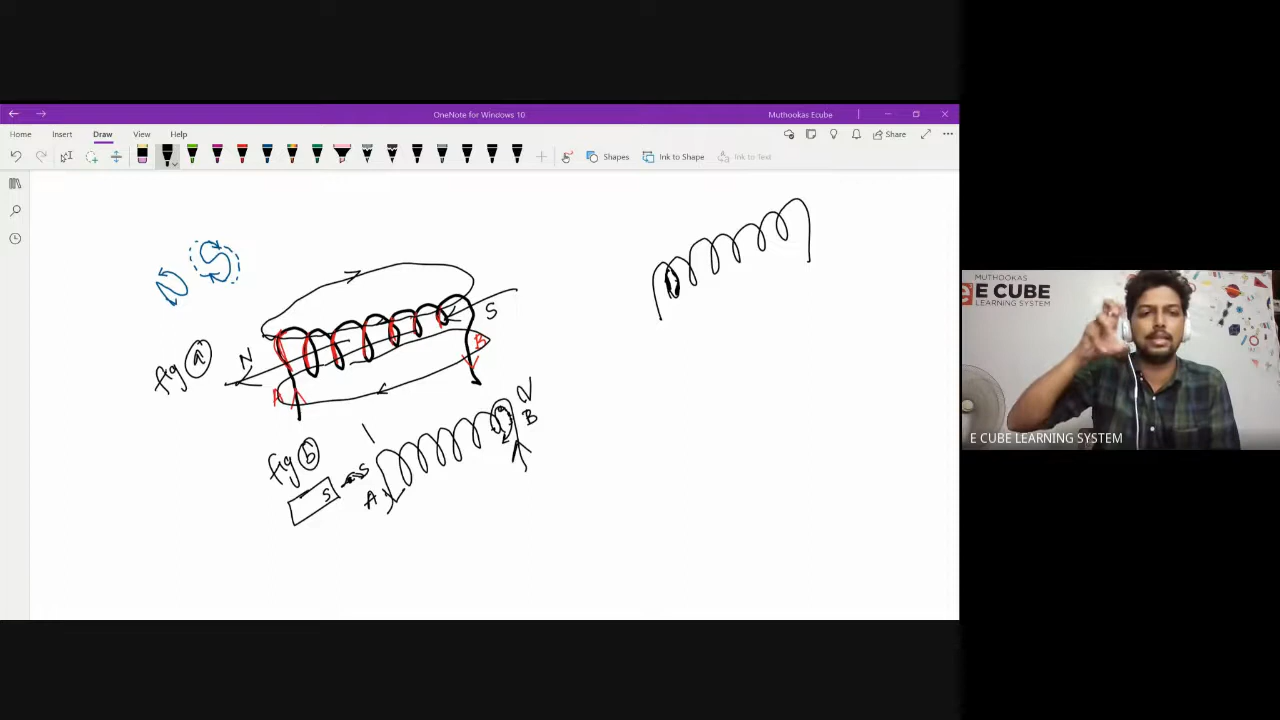 OneNote for Windows 10
Muthookas Ecube
Home Insert Draw View Help
Share
Shapes
Ink to Shape
Ink to Text
N S
S
N
fig a
A
B
fig b
S
S
A
N
B
MUTHOOKAS
E CUBE
LEARNING SYSTEM
E CUBE LEARNING SYSTEM